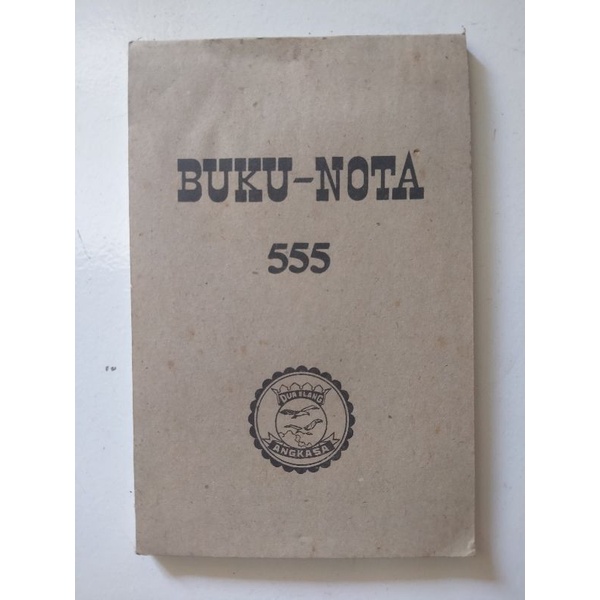 BUKU-NOTA
555
DUA ELANG
ANGKASA